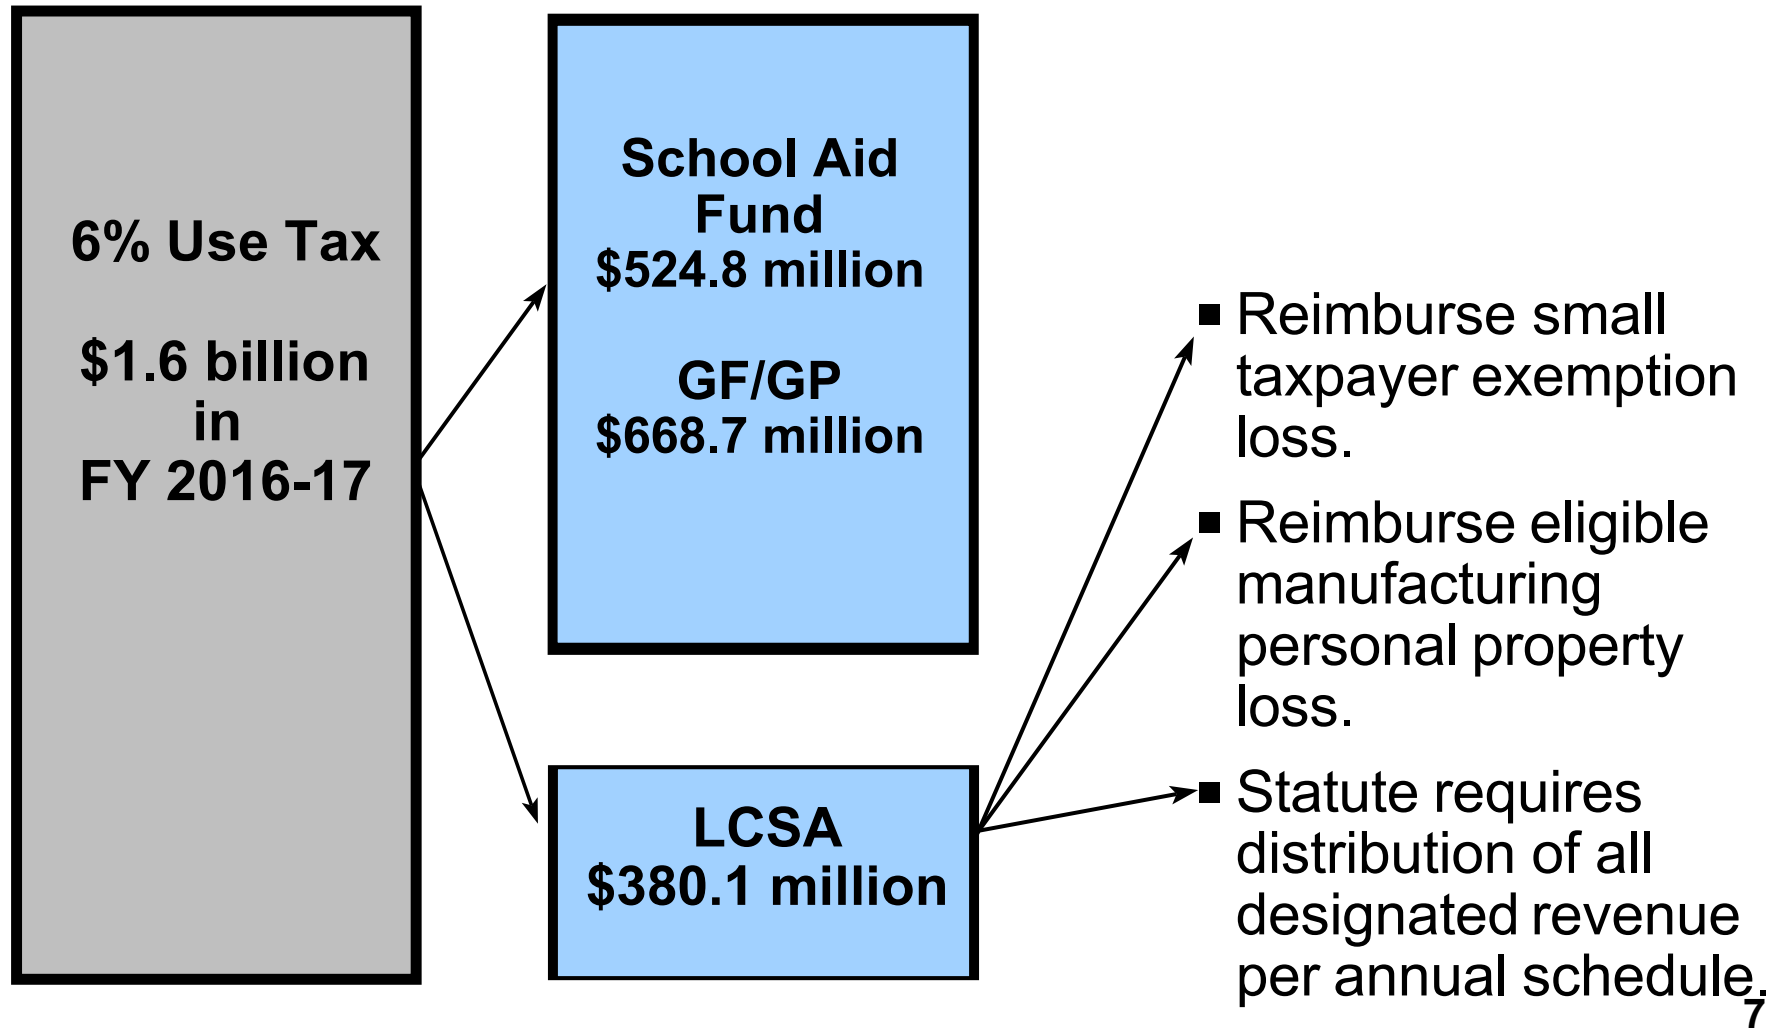 6% Use Tax
$1.6 billion
in
FY 2016-17
School Aid
Fund
$524.8 million
GF/GP
$668.7 million
LCSA
$380.1 million
■ Reimburse small
taxpayer exemption
loss.
■ Reimburse eligible
manufacturing
personal property
loss.
■ Statute requires
distribution of all
designated revenue
per annual schedule.
7